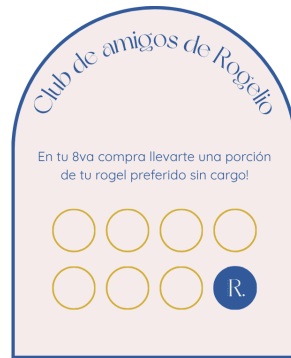 Club de amigos de Rogelio
En tu 8va compra llevarte una porción
de tu rogel preferido sin cargo!
R.